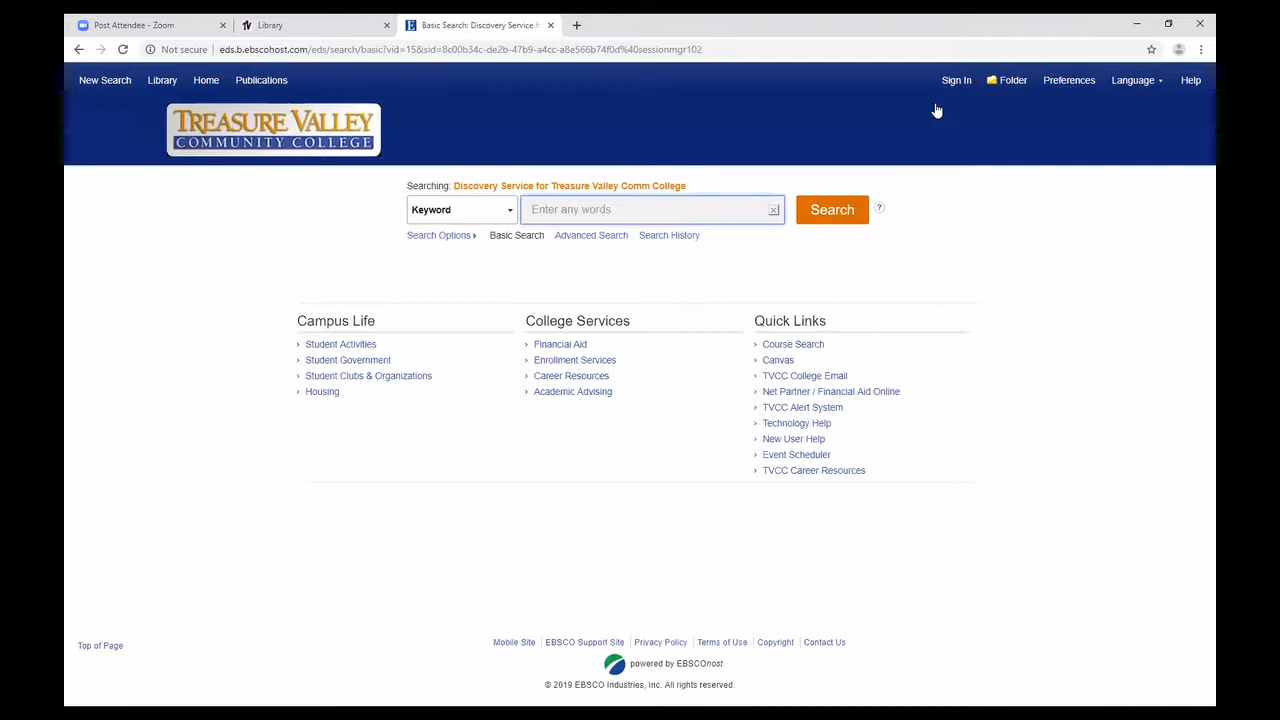 Post Attendee - Zoom
Library
Basic Search: Discovery Service f
Not secure | eds.b.ebscohost.com/eds/search/basic?vid=15&sid=8c00b34c-de2b-47b9-a4cc-a8e566b74f0d%40sessionmgr102
New Search Library Home Publications Sign In Folder Preferences Language Help
TREASURE VALLEY
COMMUNITY COLLEGE
Searching: Discovery Service for Treasure Valley Comm College
Keyword Enter any words Search ?
Search Options Basic Search Advanced Search Search History
Campus Life
Student Activities
Student Government
Student Clubs & Organizations
Housing
College Services
Financial Aid
Enrollment Services
Career Resources
Academic Advising
Quick Links
Course Search
Canvas
TVCC College Email
Net Partner / Financial Aid Online
TVCC Alert System
Technology Help
New User Help
Event Scheduler
TVCC Career Resources
Top of Page
Mobile Site EBSCO Support Site Privacy Policy Terms of Use Copyright Contact Us
powered by EBSCOhost
© 2019 EBSCO Industries, Inc. All rights reserved.